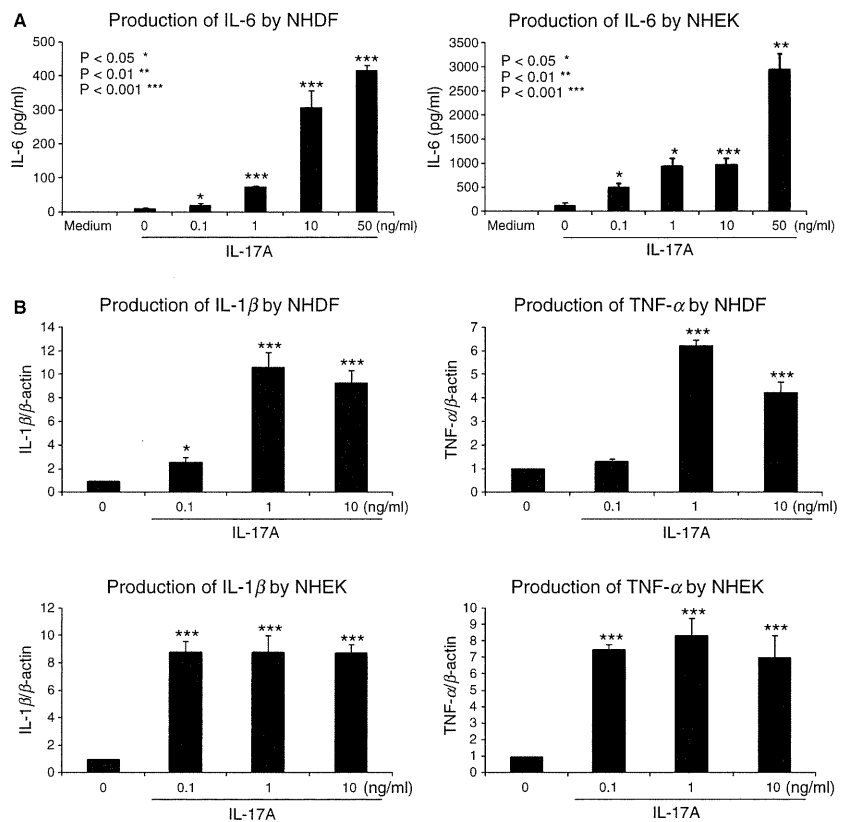 A
Production of IL-6 by NHDF
P < 0.05 *
P < 0.01 **
P < 0.001 ***
IL-6 (pg/ml)
600
500
400
300
200
100
0
* *** *** ***
Medium 0 0.1 1 10 50 (ng/ml)
IL-17A
Production of IL-6 by NHEK
P < 0.05 *
P < 0.01 **
P < 0.001 ***
IL-6 (pg/ml)
3500
3000
2500
2000
1500
1000
500
0
* * *** **
Medium 0 0.1 1 10 50 (ng/ml)
IL-17A
B
Production of IL-1β by NHDF
IL-1β/β-actin
14
12
10
8
6
4
2
0
* *** ***
0 0.1 1 10 (ng/ml)
IL-17A
Production of TNF-α by NHDF
TNF-α/β-actin
7
6
5
4
3
2
1
0
*** ***
0 0.1 1 10 (ng/ml)
IL-17A
Production of IL-1β by NHEK
IL-1β/β-actin
12
10
8
6
4
2
0
*** *** ***
0 0.1 1 10 (ng/ml)
IL-17A
Production of TNF-α by NHEK
TNF-α/β-actin
10
9
8
7
6
5
4
3
2
1
0
*** *** ***
0 0.1 1 10 (ng/ml)
IL-17A